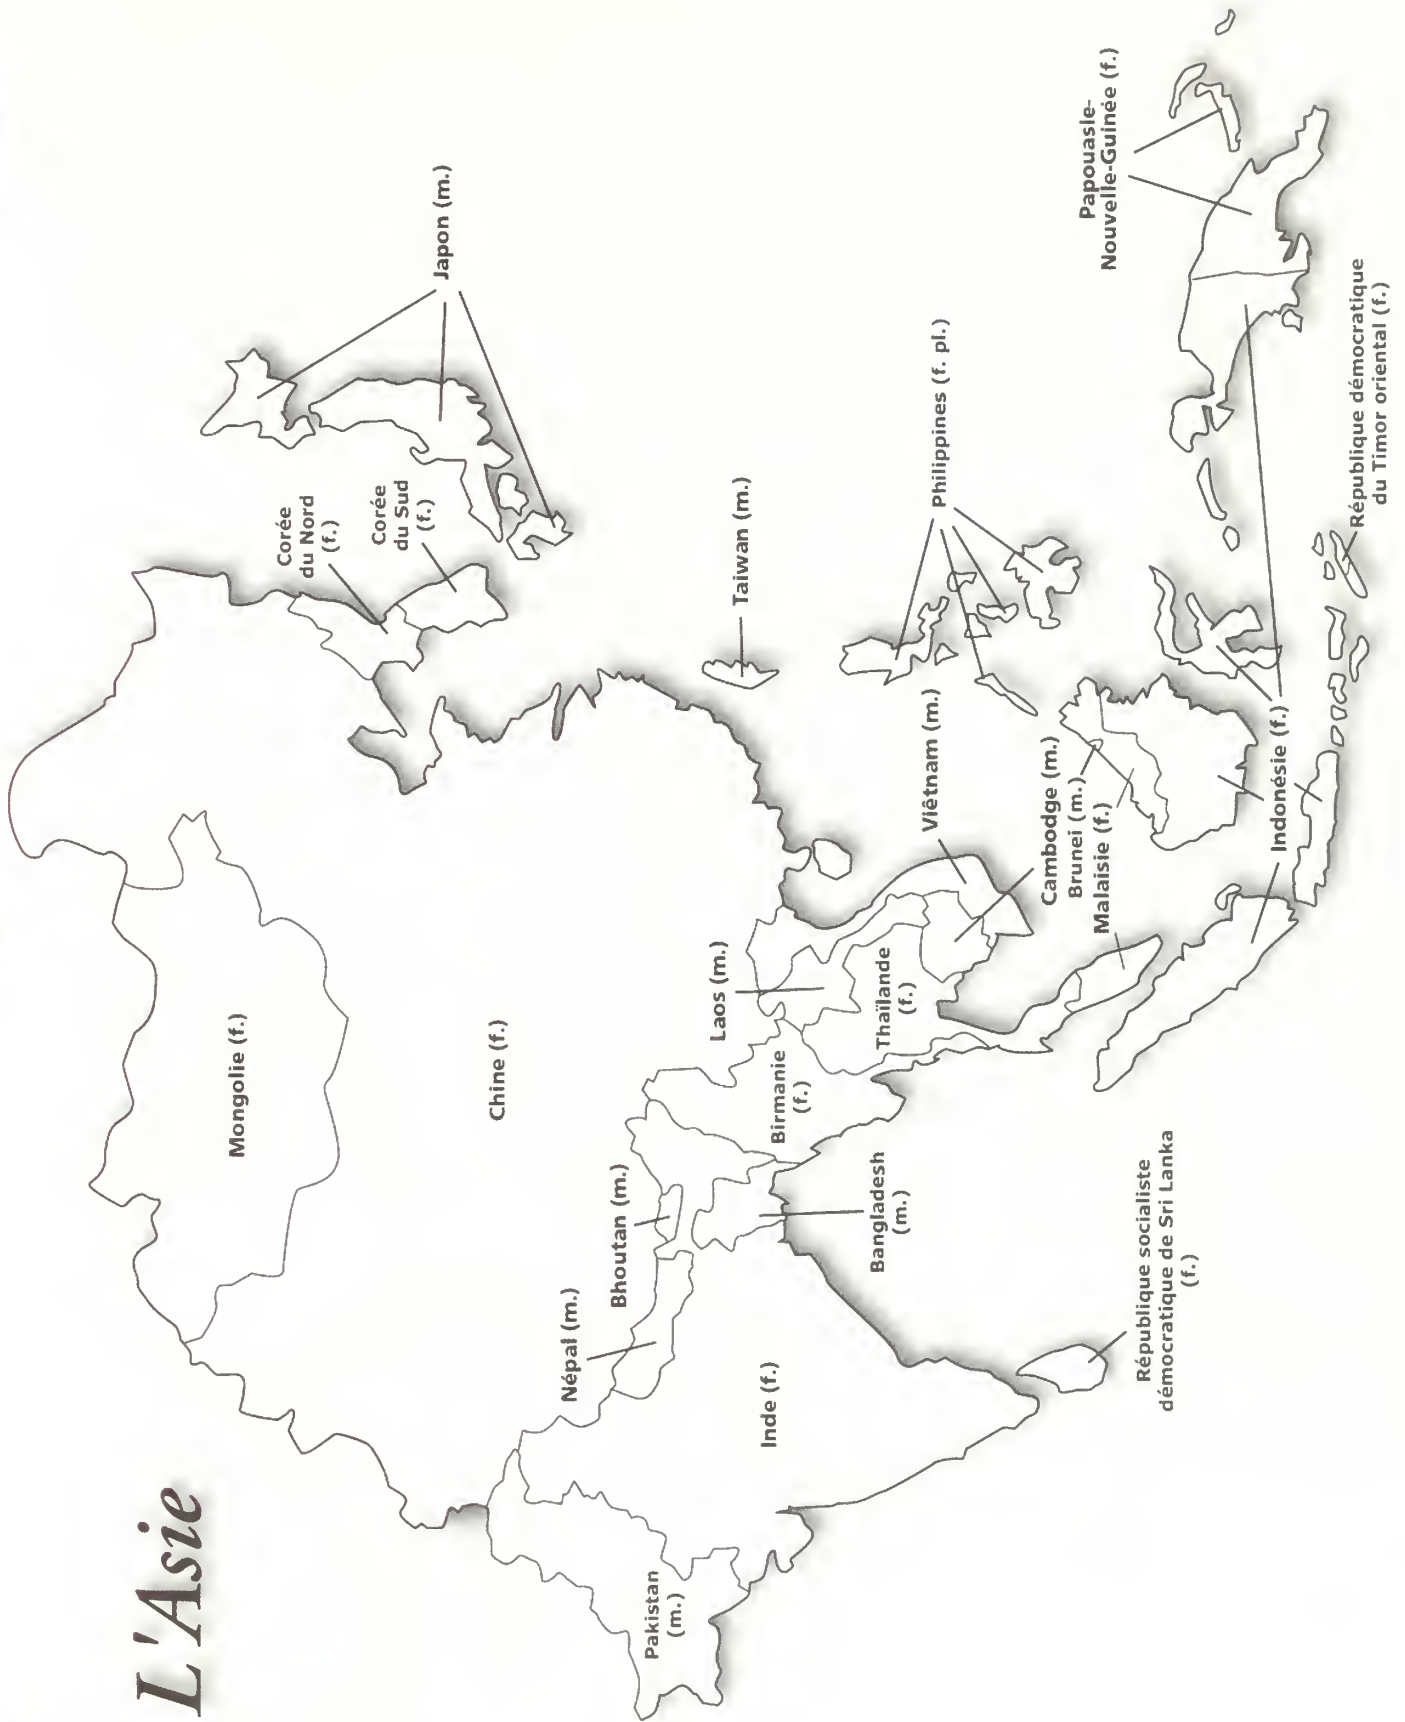 L'Asie
Mongolie (f.)
Chine (f.)
Corée
du Nord
(f.)
Corée
du Sud
(f.)
Japon (m.)
Taiwan (m.)
Pakistan
(m.)
Népal (m.)
Bhoutan (m.)
Inde (f.)
Bangladesh
(m.)
Birmanie
(f.)
Laos (m.)
Thaïlande
(f.)
Viêtnam (m.)
Cambodge (m.)
Brunei (m.)
Malaisie (f.)
Philippines (f. pl.)
Indonésie (f.)
Papouasie-
Nouvelle-Guinée (f.)
République démocratique
du Timor oriental (f.)
République socialiste
démocratique de Sri Lanka
(f.)